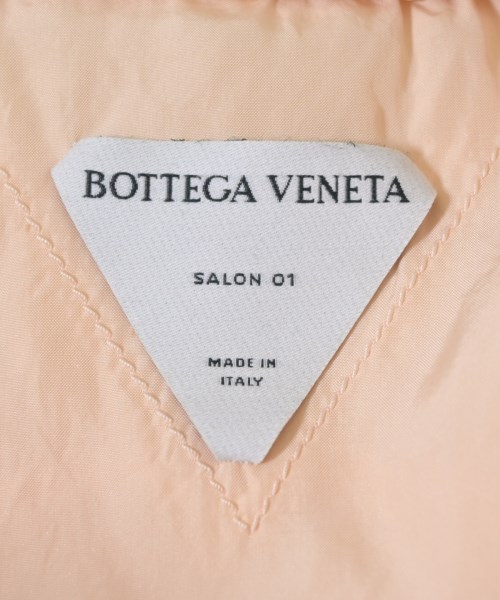 BOTTEGA VENETA
SALON 01
MADE IN
ITALY